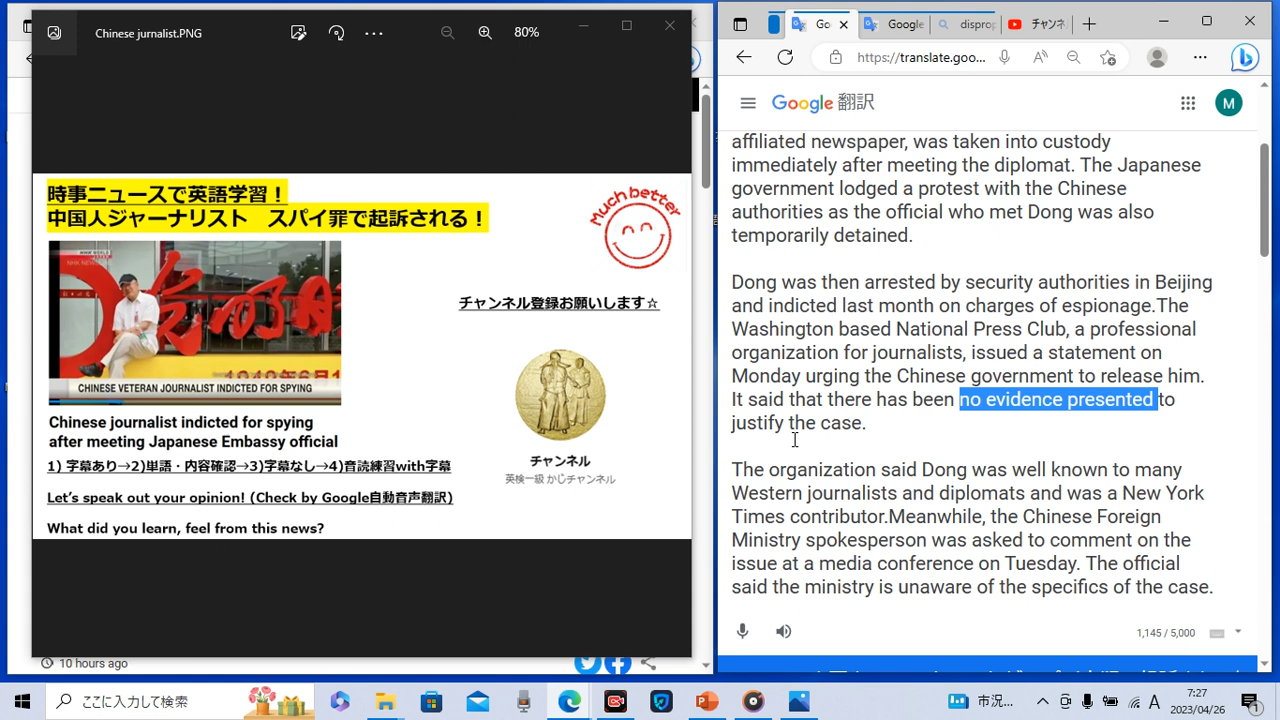 Chinese jurnalist.PNG
80%
時事ニュースで英語学習！
中国人ジャーナリスト　スパイ罪で起訴される！
Much better
チャンネル登録お願いします☆
CHINESE VETERAN JOURNALIST INDICTED FOR SPYING
Chinese journalist indicted for spying
after meeting Japanese Embassy official
1) 字幕あり→2)単語・内容確認→3)字幕なし→4)音読練習with字幕
Let's speak out your opinion! (Check by Google自動音声翻訳)
What did you learn, feel from this news?
チャンネル
英検一級 かじチャンネル
10 hours ago
Go
Google
disprop
チャンネ
https://translate.goo...
Google 翻訳
M
affiliated newspaper, was taken into custody
immediately after meeting the diplomat. The Japanese
government lodged a protest with the Chinese
authorities as the official who met Dong was also
temporarily detained.
Dong was then arrested by security authorities in Beijing
and indicted last month on charges of espionage.The
Washington based National Press Club, a professional
organization for journalists, issued a statement on
Monday urging the Chinese government to release him.
It said that there has been no evidence presented to
justify the case.
The organization said Dong was well known to many
Western journalists and diplomats and was a New York
Times contributor.Meanwhile, the Chinese Foreign
Ministry spokesperson was asked to comment on the
issue at a media conference on Tuesday. The official
said the ministry is unaware of the specifics of the case.
1,145 / 5,000
ここに入力して検索
市況...
A
7:27
2023/04/26